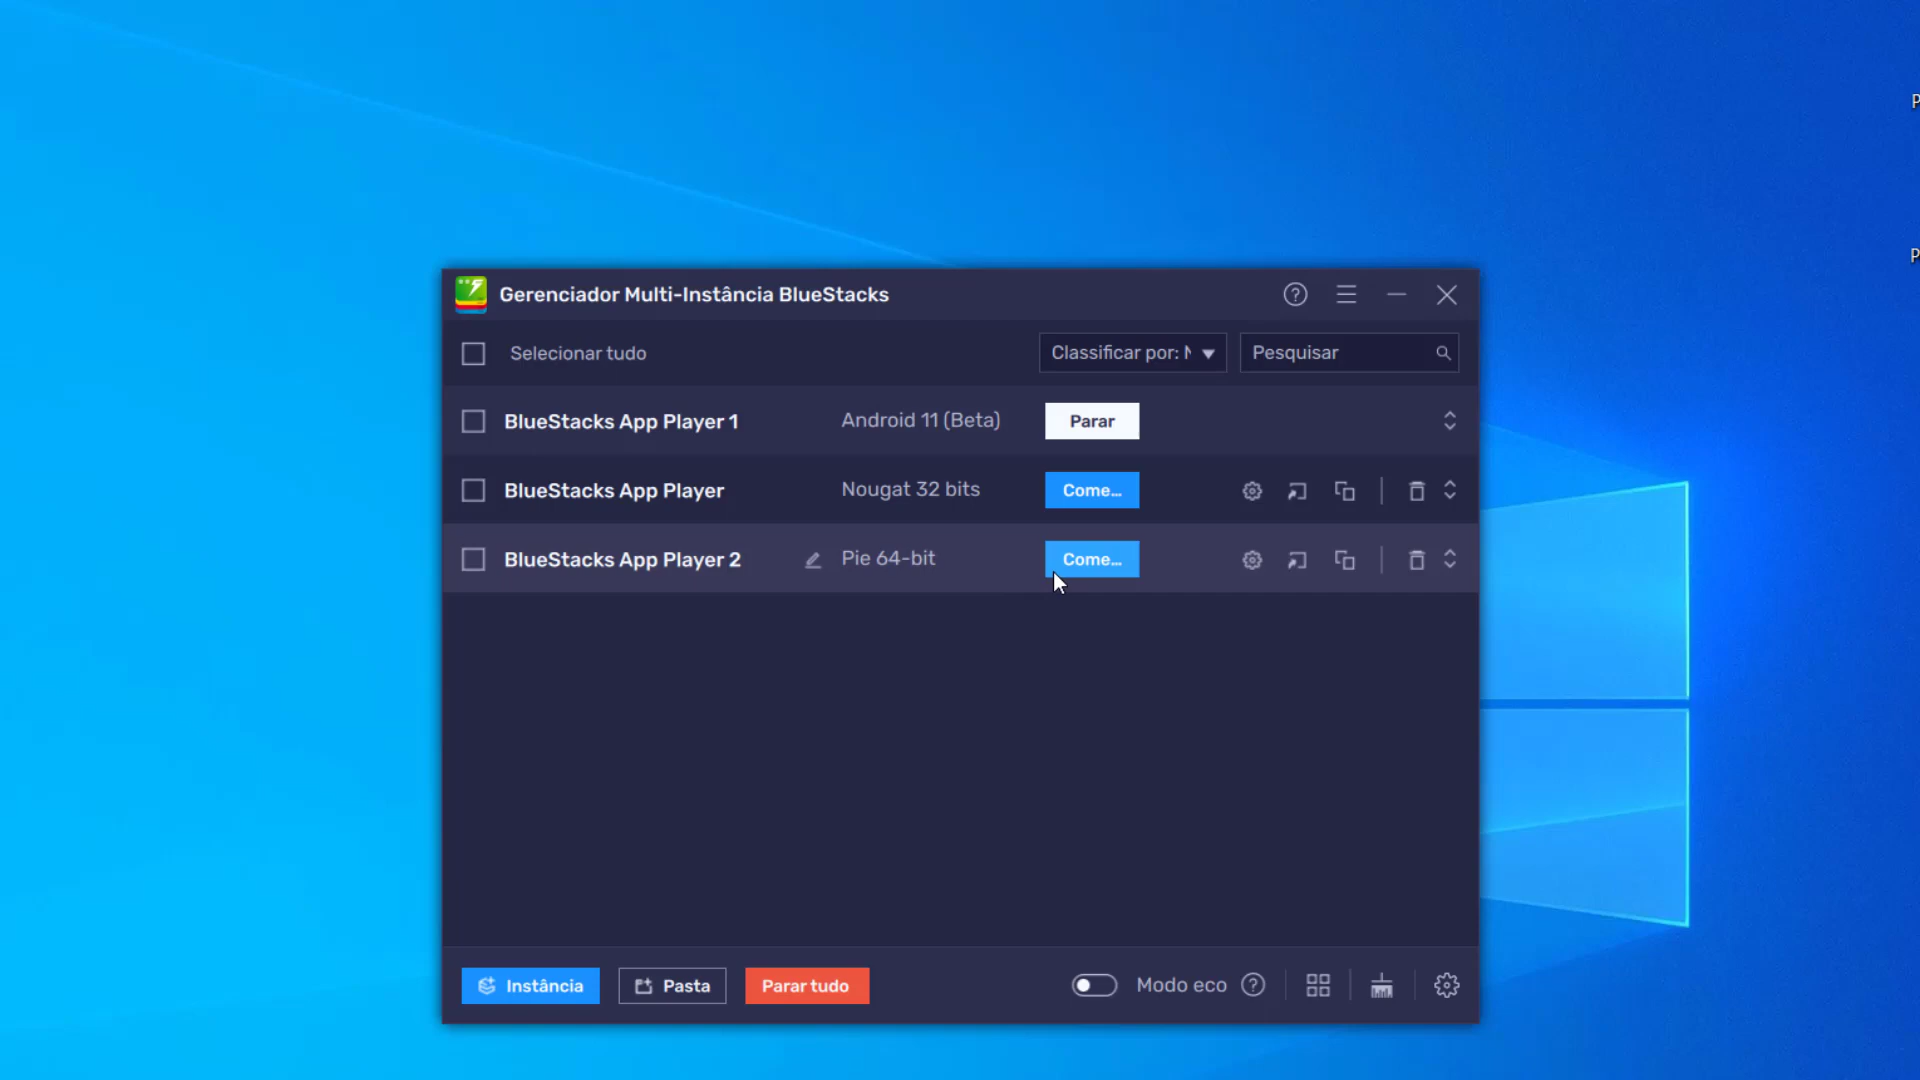 P
P
Gerenciador Multi-Instância BlueStacks
Selecionar tudo
Classificar por: N
Pesquisar
BlueStacks App Player 1 Android 11 (Beta) Parar
BlueStacks App Player Nougat 32 bits Come...
BlueStacks App Player 2 Pie 64-bit Come...
Instância Pasta Parar tudo Modo eco